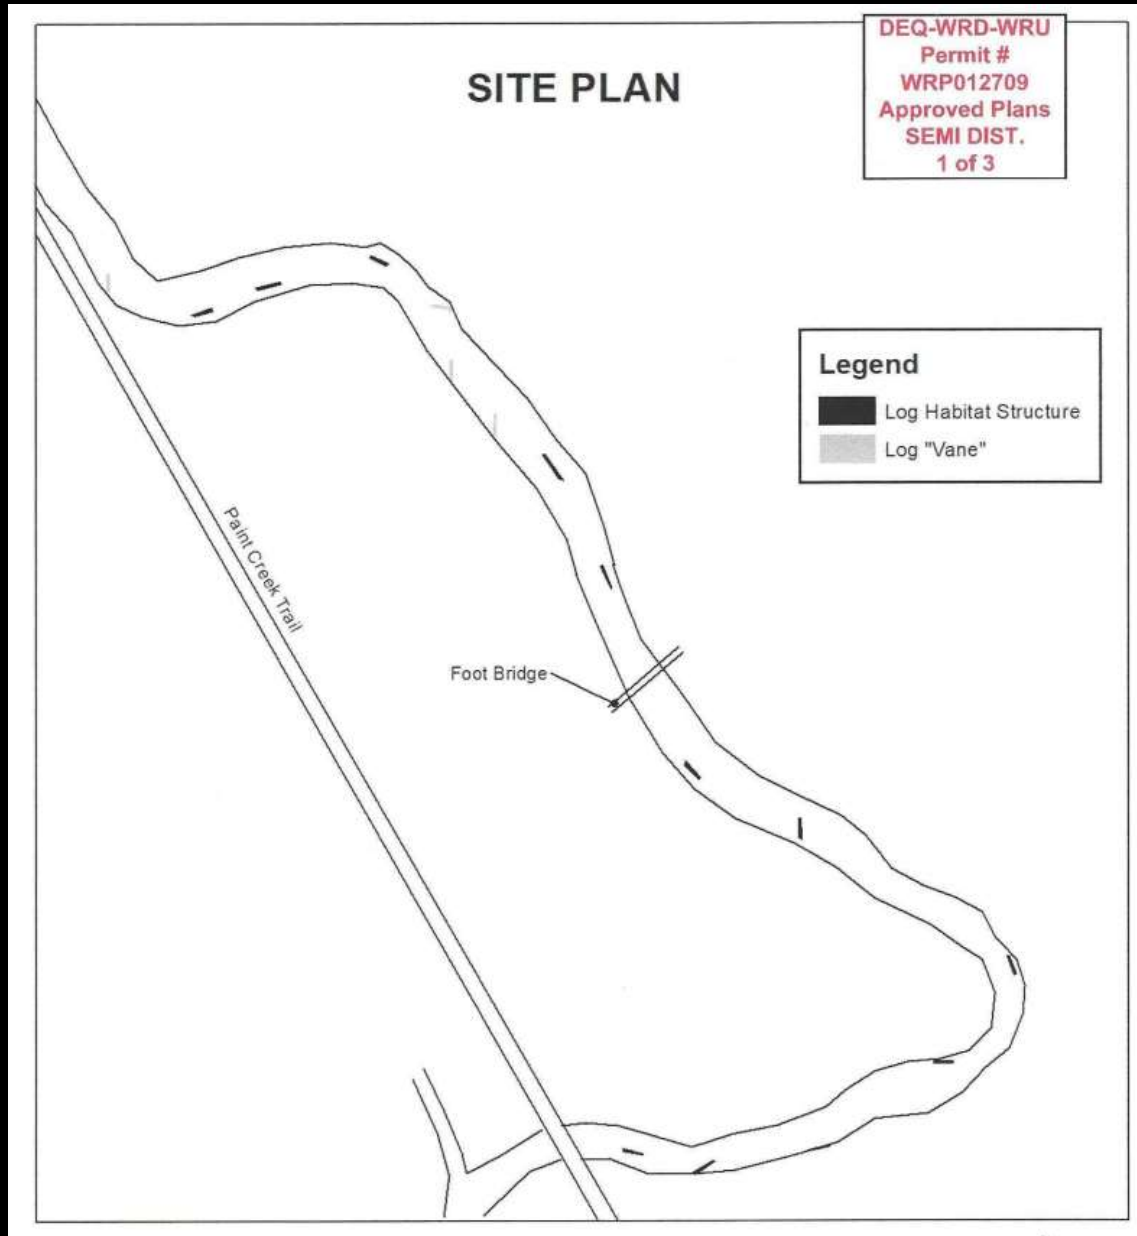 SITE PLAN
DEQ-WRD-WRU
Permit #
WRP012709
Approved Plans
SEMI DIST.
1 of 3
Legend
Log Habitat Structure
Log "Vane"
Paint Creek Trail
Foot Bridge